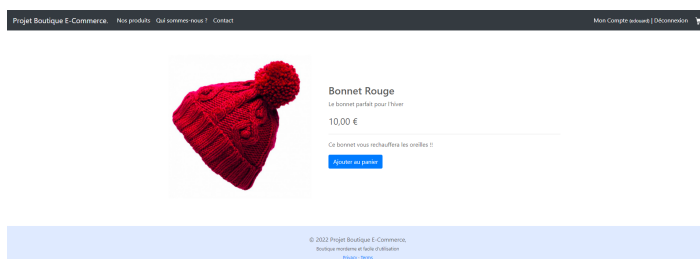 Projet Boutique E-Commerce. Nos produits Qui sommes-nous ? Contact Mon Compte (edouard) | Déconnexion
Bonnet Rouge
Le bonnet parfait pour l'hiver
10,00 €
Ce bonnet vous rechauffera les oreilles !!
Ajouter au panier
© 2022 Projet Boutique E-Commerce,
Boutique morderne et facile d'utilisation
Privacy · Terms